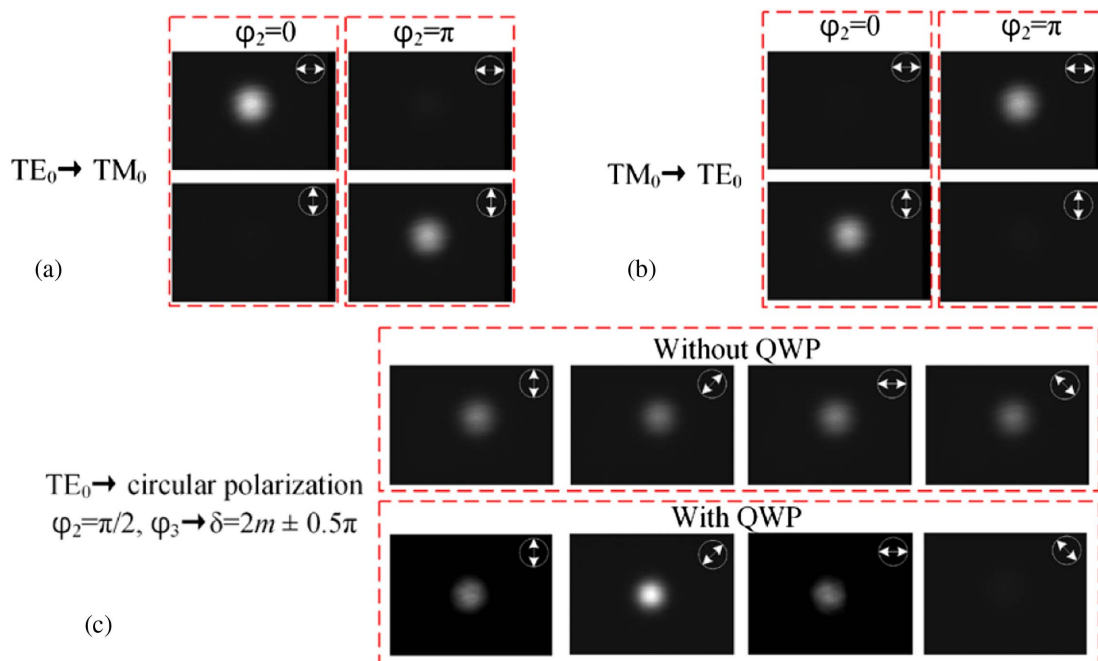 φ₂=0 φ₂=π
TE₀→ TM₀
(a)
φ₂=0 φ₂=π
TM₀→ TE₀
(b)
Without QWP
TE₀→ circular polarization
φ₂=π/2, φ₃→δ=2m ± 0.5π
With QWP
(c)